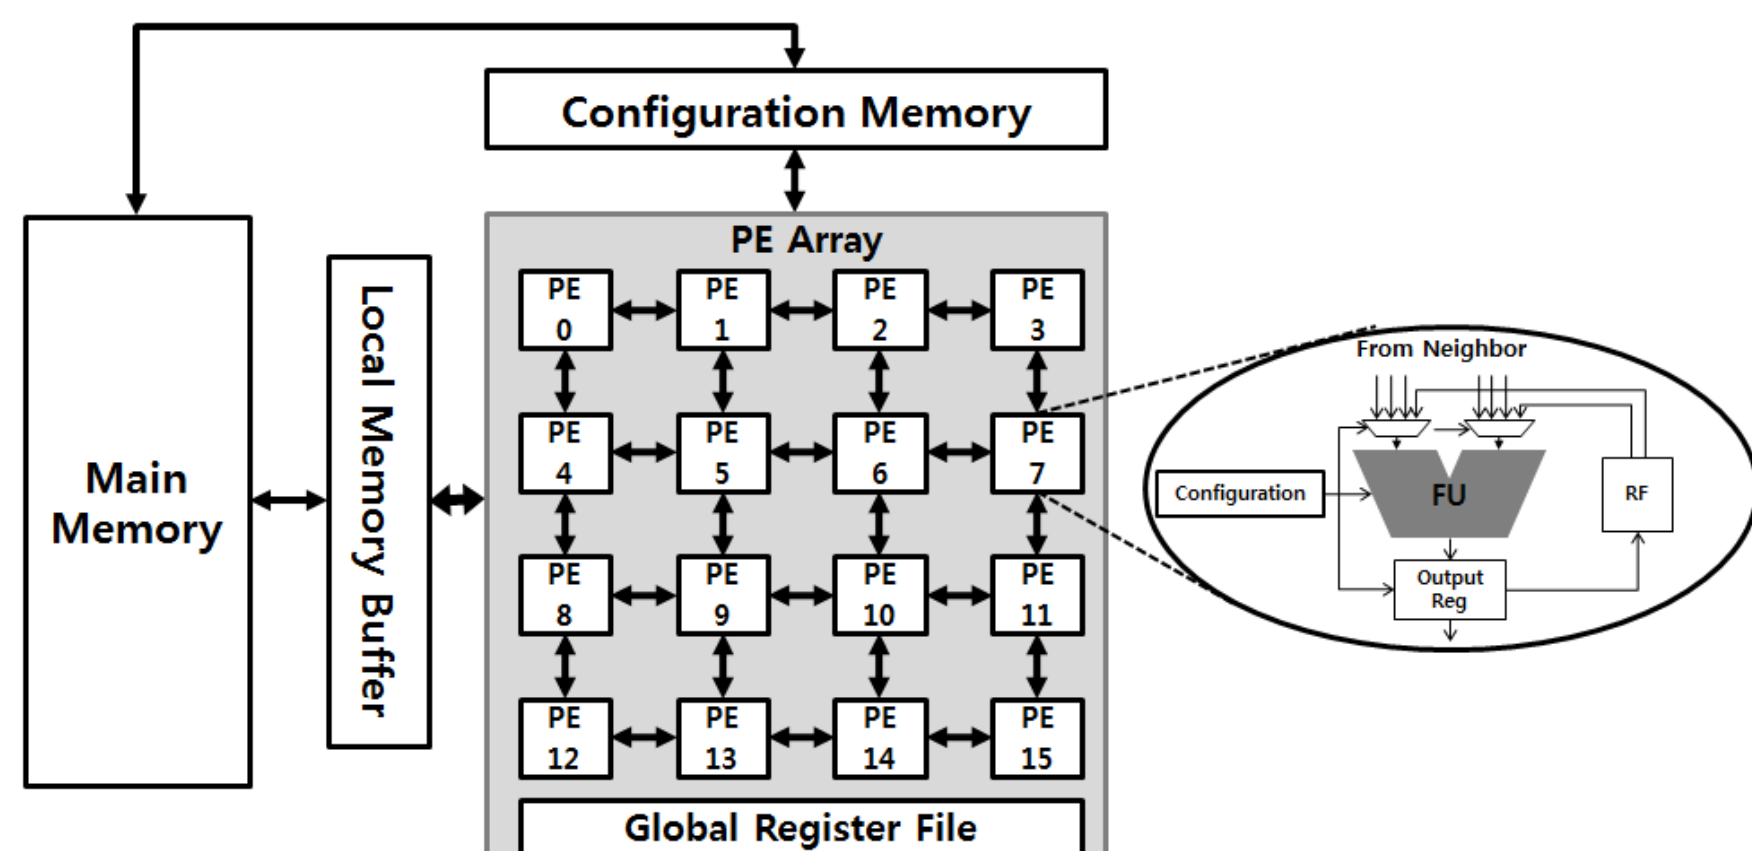 Configuration Memory
PE Array
Main
Memory
Local Memory Buffer
PE
0
PE
1
PE
2
PE
3
PE
4
PE
5
PE
6
PE
7
PE
8
PE
9
PE
10
PE
11
PE
12
PE
13
PE
14
PE
15
Global Register File
From Neighbor
Configuration
FU
RF
Output
Reg